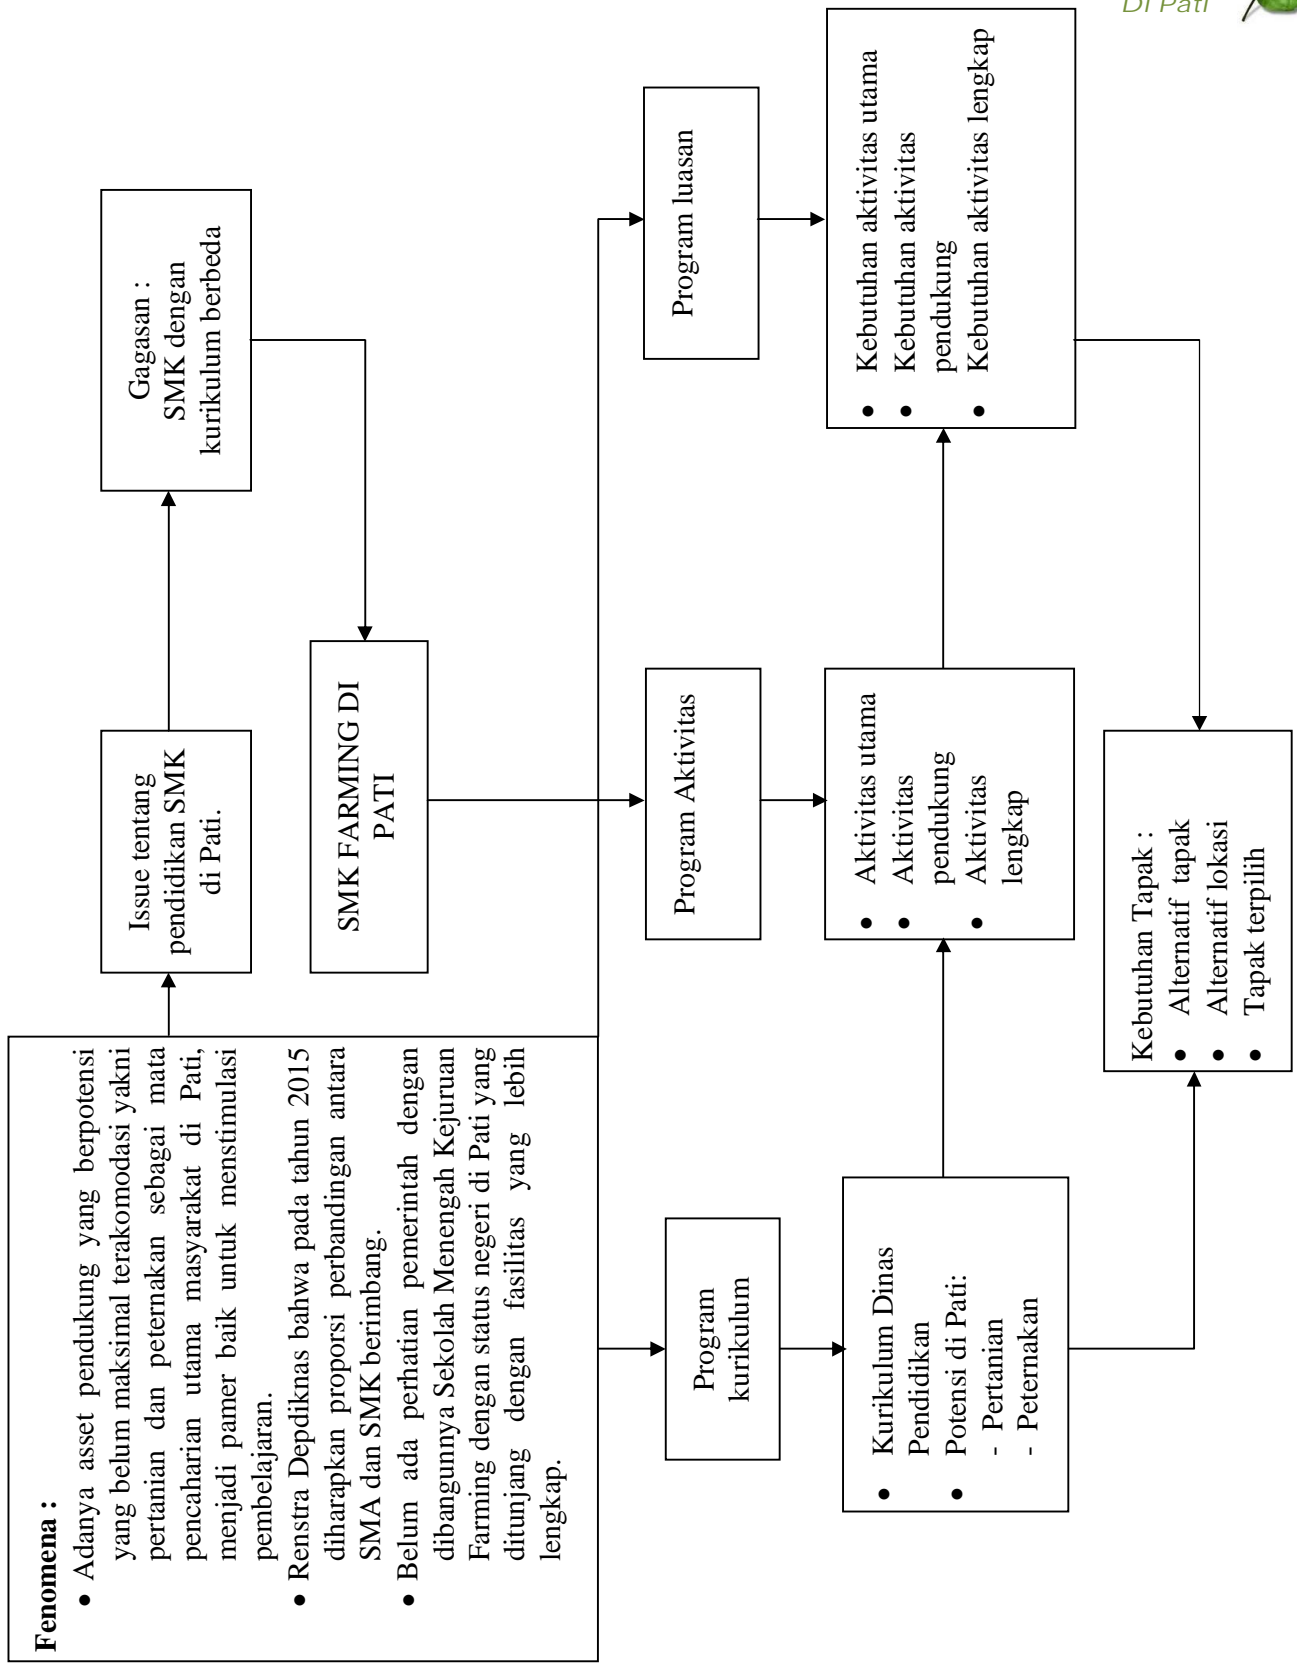 Di Pati
Fenomena :
• Adanya asset pendukung yang berpotensi
yang belum maksimal terakomodasi yakni
pertanian dan peternakan sebagai mata
pencaharian utama masyarakat di Pati,
menjadi pamer baik untuk menstimulasi
pembelajaran.
• Renstra Depdiknas bahwa pada tahun 2015
diharapkan proporsi perbandingan antara
SMA dan SMK berimbang.
• Belum ada perhatian pemerintah dengan
dibangunnya Sekolah Menengah Kejuruan
Farming dengan status negeri di Pati yang
ditunjang dengan fasilitas yang lebih
lengkap.
Issue tentang
pendidikan SMK
di Pati.
Gagasan :
SMK dengan
kurikulum berbeda
SMK FARMING DI
PATI
Program
kurikulum
Program Aktivitas
Program luasan
• Kurikulum Dinas
Pendidikan
• Potensi di Pati:
- Pertanian
- Peternakan
• Aktivitas utama
• Aktivitas
pendukung
• Aktivitas
lengkap
• Kebutuhan aktivitas utama
• Kebutuhan aktivitas
pendukung
• Kebutuhan aktivitas lengkap
Kebutuhan Tapak :
• Alternatif tapak
• Alternatif lokasi
• Tapak terpilih